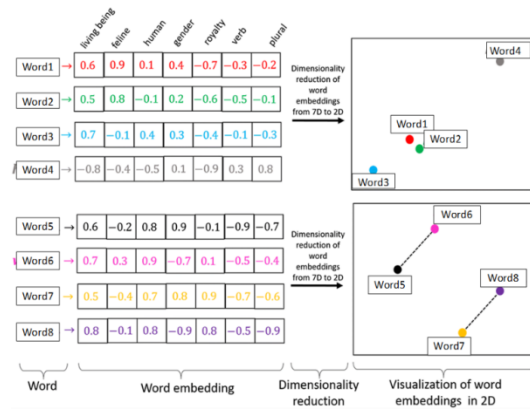 living being feline human gender royalty verb plural
Word1 → 0.6 0.9 0.1 0.4 −0.7 −0.3 −0.2
Word2 → 0.5 0.8 −0.1 0.2 −0.6 −0.5 −0.1
Word3 → 0.7 −0.1 0.4 0.3 −0.4 −0.1 −0.3
Word4 → −0.8 −0.4 −0.5 0.1 −0.9 0.3 0.8
Dimensionality
reduction of
word
embeddings
from 7D to 2D
Word4
Word1
Word2
Word3
Word5 → 0.6 −0.2 0.8 0.9 −0.1 −0.9 −0.7
Word6 → 0.7 0.3 0.9 −0.7 0.1 −0.5 −0.4
Word7 → 0.5 −0.4 0.7 0.8 0.9 −0.7 −0.6
Word8 → 0.8 −0.1 0.8 −0.9 0.8 −0.5 −0.9
Dimensionality
reduction of
word
embeddings
from 7D to 2D
Word6
Word5
Word8
Word7
Word
Word embedding
Dimensionality
reduction
Visualization of word
embeddings in 2D